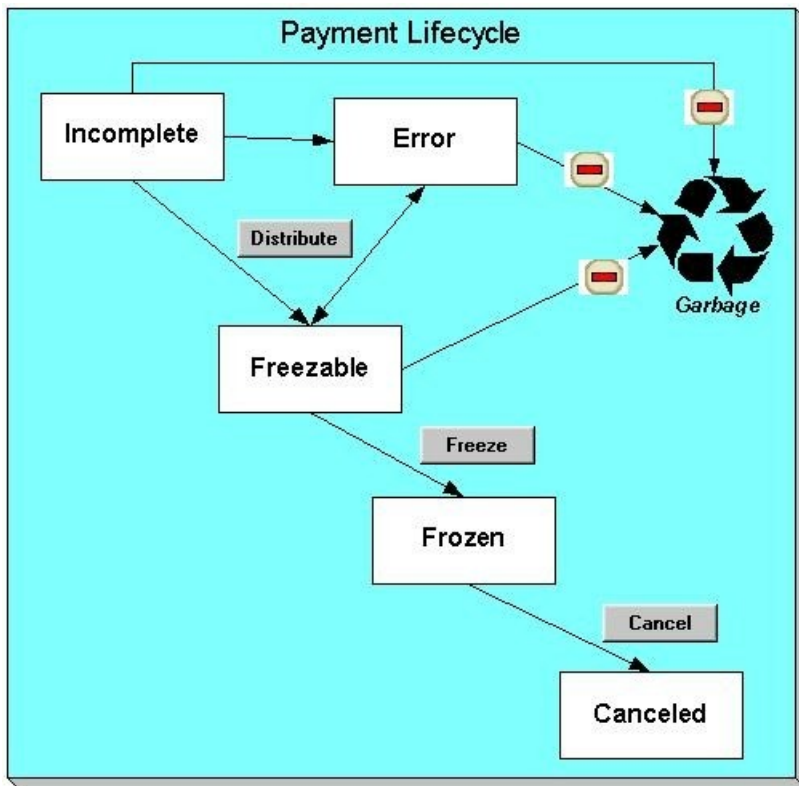 Payment Lifecycle
Incomplete
Error
Distribute
Garbage
Freezable
Freeze
Frozen
Cancel
Canceled